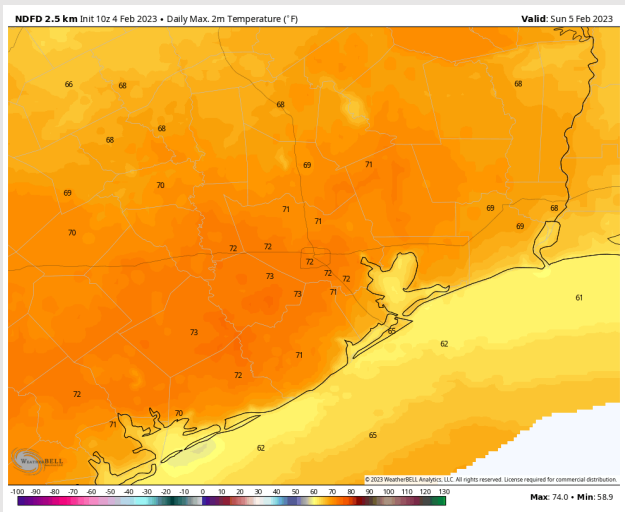 NDFD 2.5 km Init 10z 4 Feb 2023 • Daily Max. 2m Temperature (°F) Valid: Sun 5 Feb 2023
66 68 68
68
68 68
69 71
70
69
71 69 68
71 69
70
72 72
72
73 72 72
73 71
61
65
73
62
71
72
72
70
71
62 65
WEATHERBELL
© 2023 WeatherBELL Analytics, LLC. All rights reserved. License required for commercial distribution.
-100 -90 -80 -70 -60 -50 -40 -30 -20 -10 0 10 20 30 40 50 60 70 80 90 100 110 120 130
Max: 74.0 • Min: 58.9